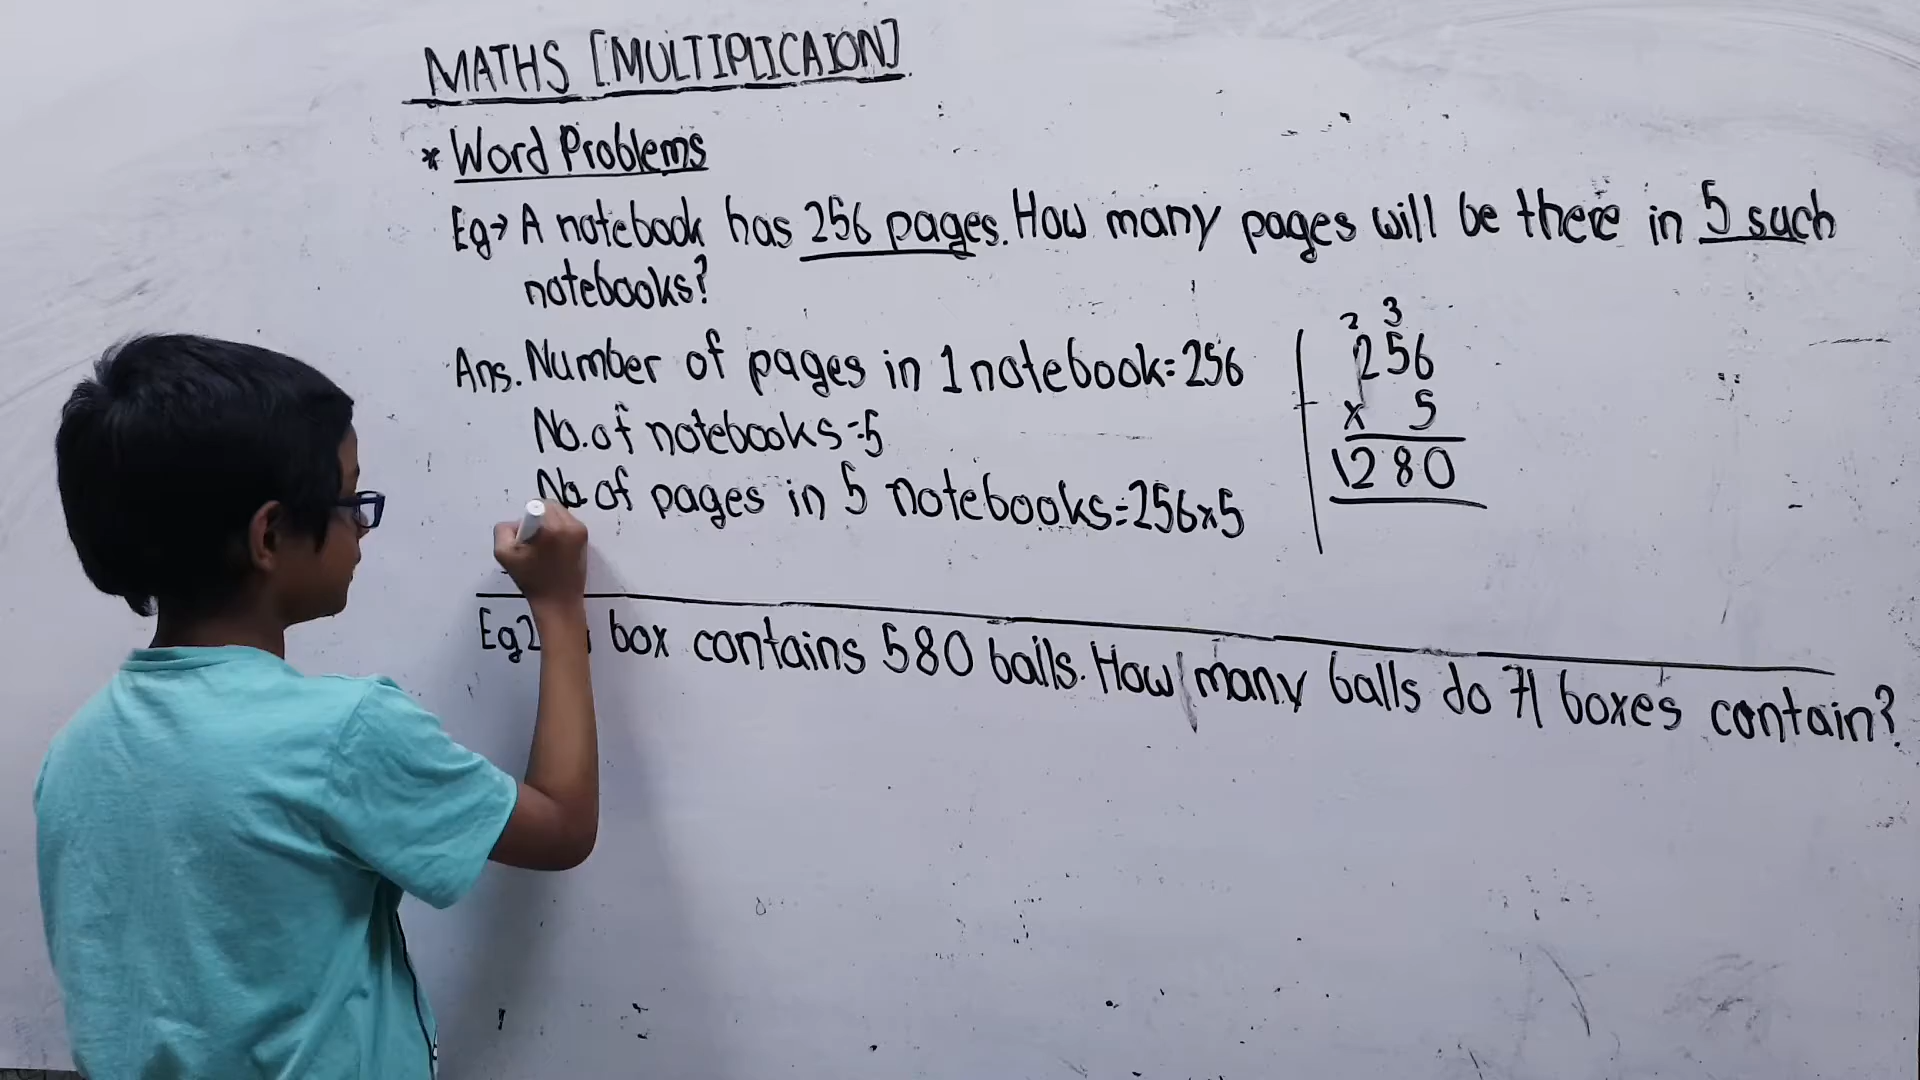 MATHS [MULTIPLICAION]
* Word Problems
Eg→ A notebook has 256 pages. How many pages will be there in 5 such
notebooks?
Ans. Number of pages in 1 notebook=256
No. of notebooks=5
No. of pages in 5 notebooks=256x5
2 3
256
x 5
1280
Eg2 box contains 580 balls. How many balls do 71 boxes contain?